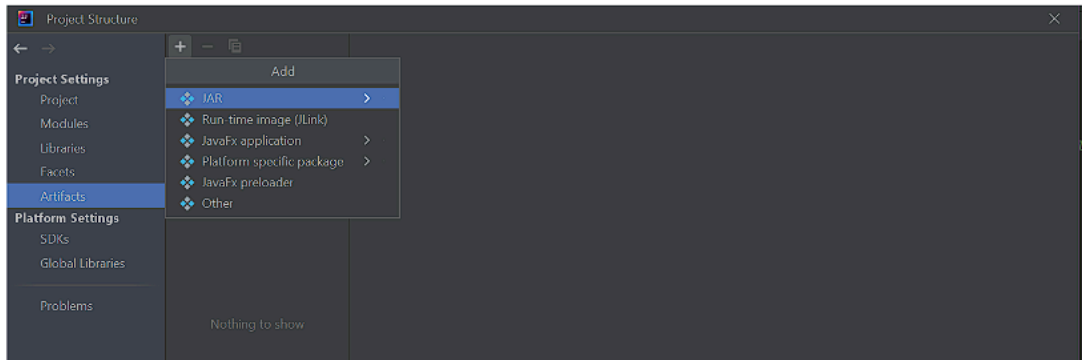 Project Structure
Project Settings
Project
Modules
Libraries
Facets
Artifacts
Platform Settings
SDKs
Global Libraries
Problems
Add
JAR
Run-time image (JLink)
JavaFx application
Platform specific package
JavaFx preloader
Other
Nothing to show